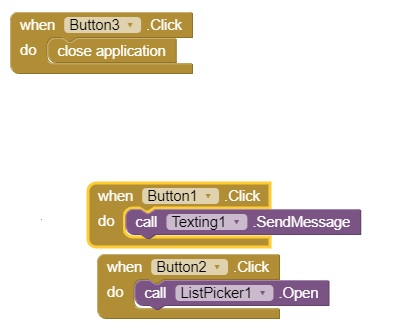 when Button3 .Click
do close application
when Button1 .Click
do call Texting1 .SendMessage
when Button2 .Click
do call ListPicker1 .Open